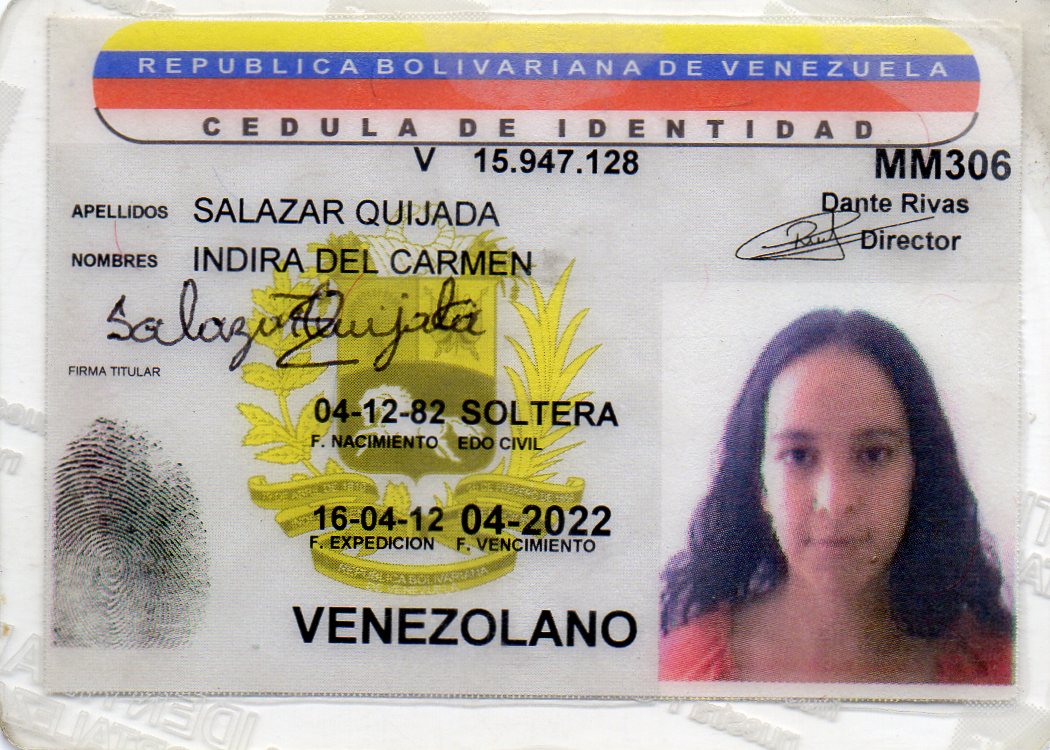 REPUBLICA BOLIVARIANA DE VENEZUELA
CEDULA DE IDENTIDAD
V 15.947.128
MM306
APELLIDOS SALAZAR QUIJADA
Dante Rivas
Director
NOMBRES INDIRA DEL CARMEN
Salazar Quijada
FIRMA TITULAR
04-12-82 SOLTERA
F. NACIMIENTO EDO CIVIL
16-04-12 04-2022
F. EXPEDICION F. VENCIMIENTO
REPUBLICA BOLIVARIANA
DE VENEZUELA
VENEZOLANO